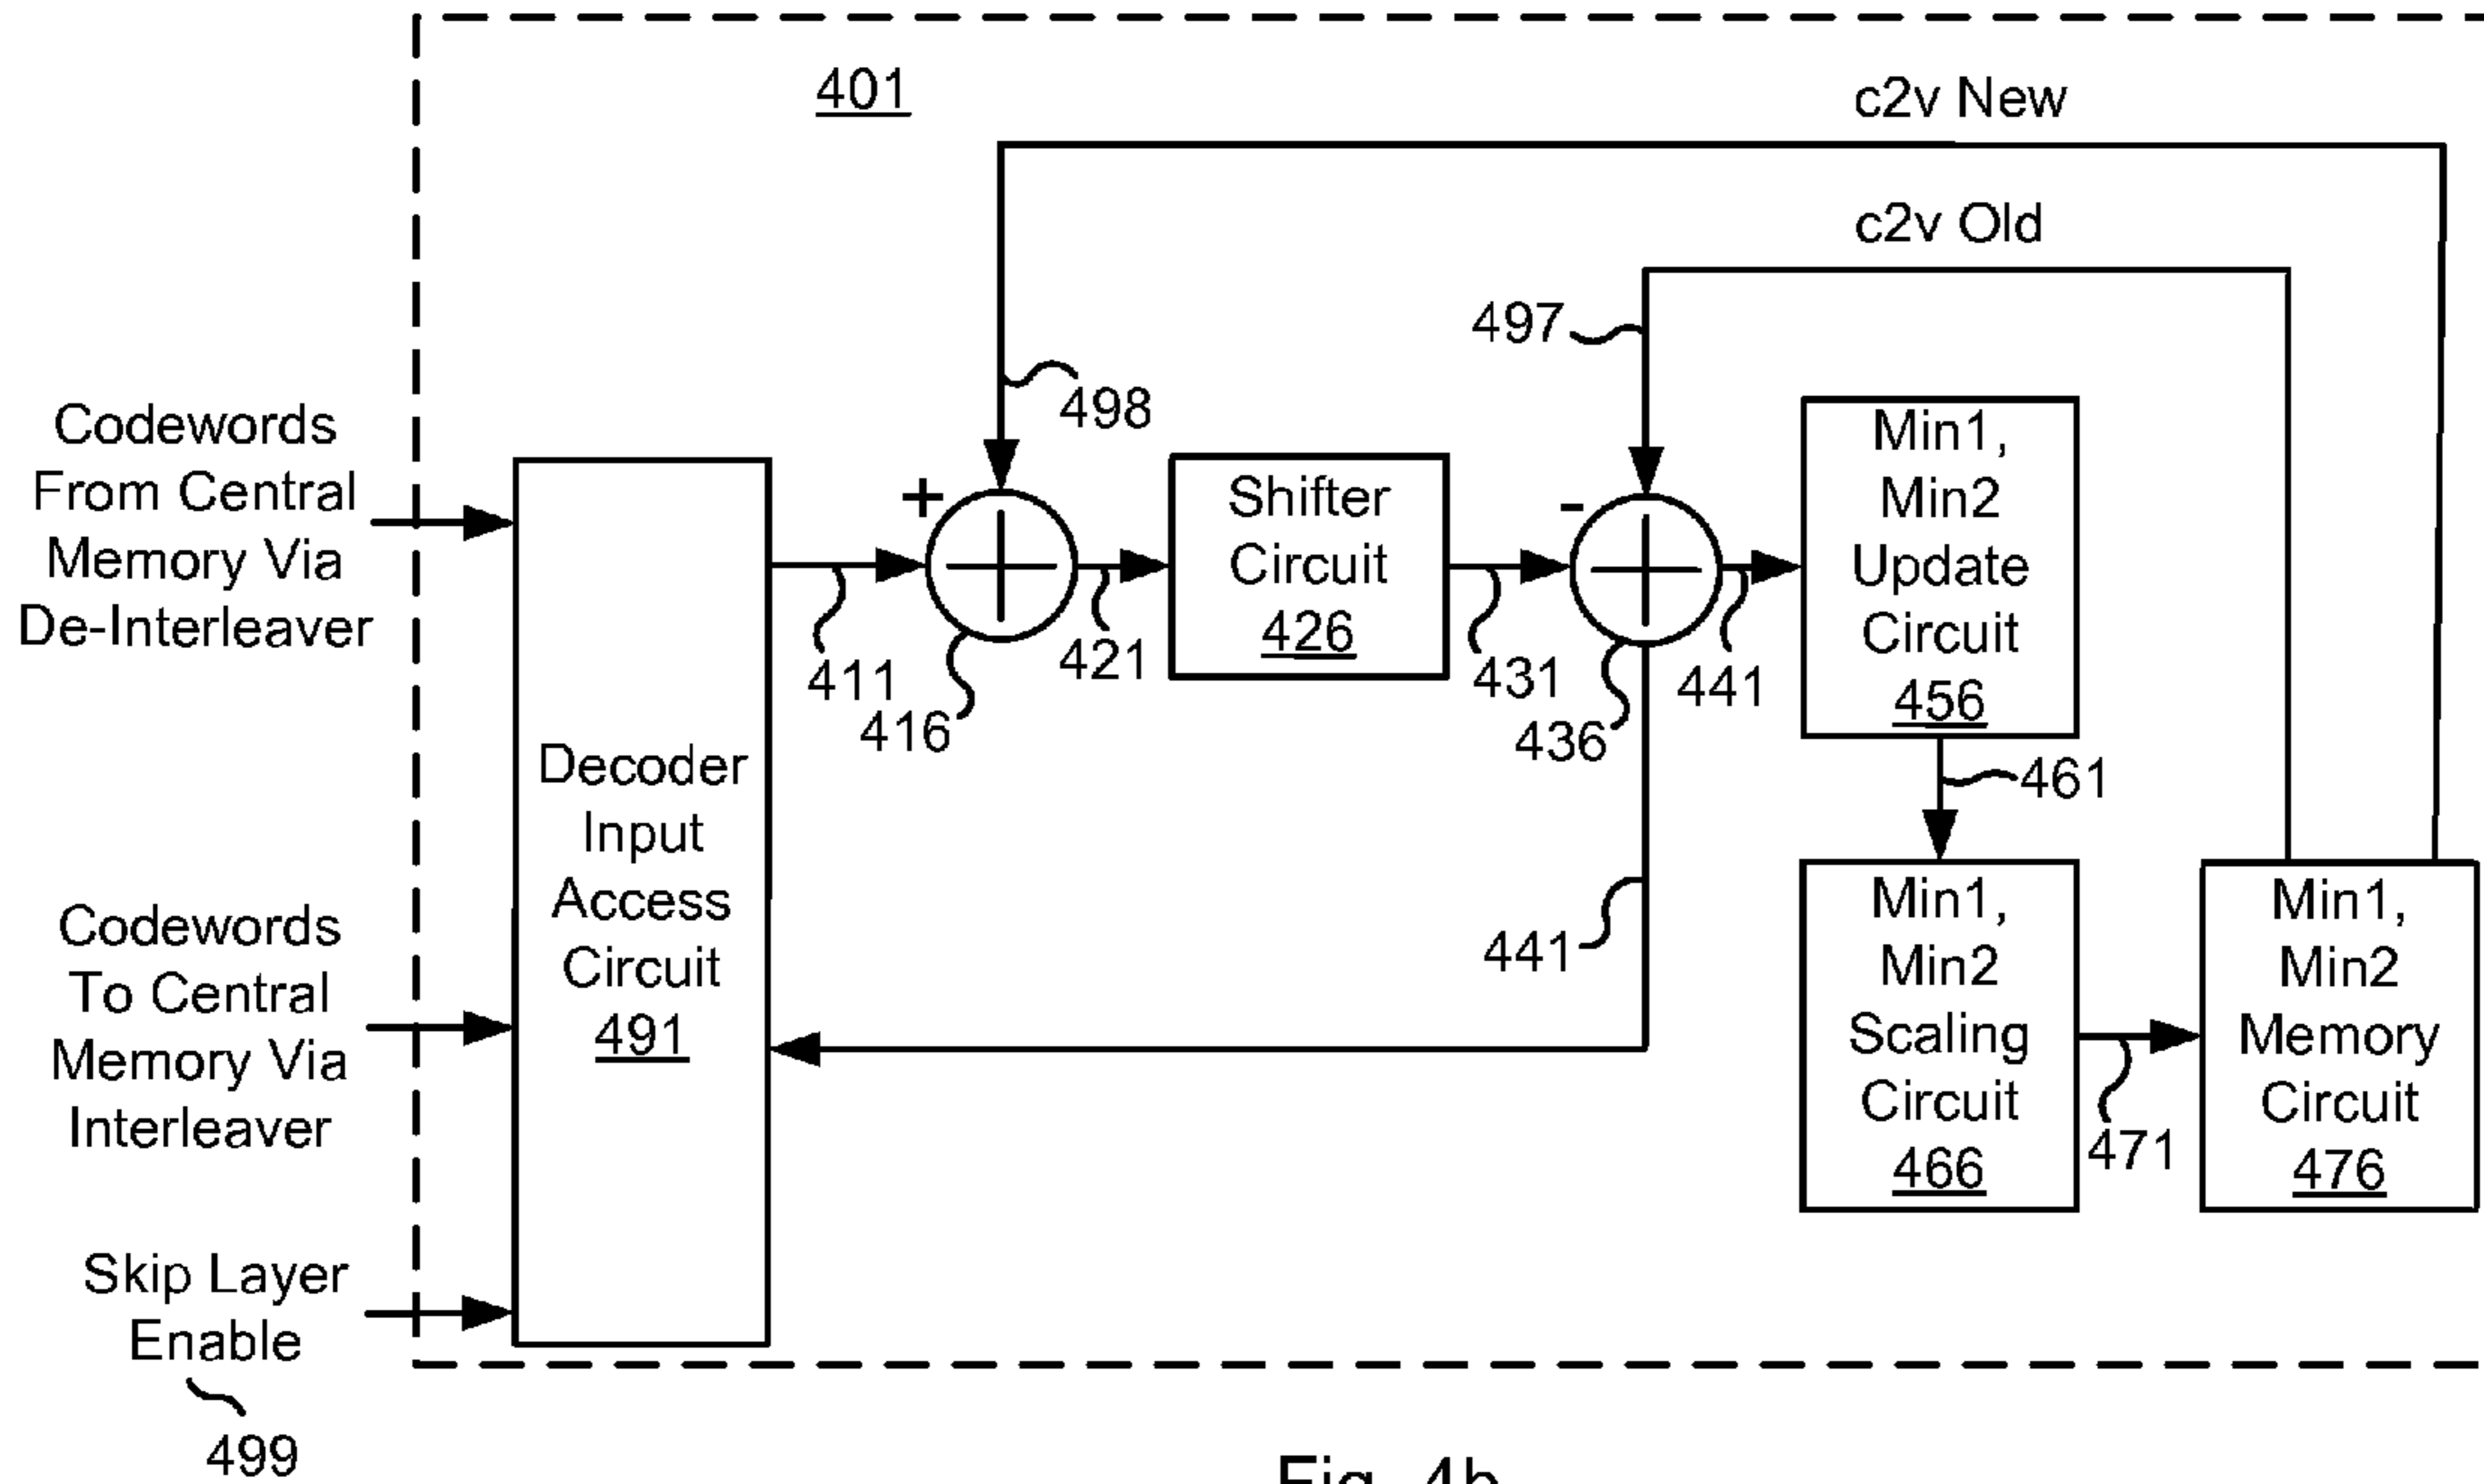 401
c2v New
c2v Old
497
498
Codewords
From Central
Memory Via
De-Interleaver
+
-
Shifter
Circuit
426
Min1,
Min2
Update
Circuit
456
411
416
421
431
436
441
461
Decoder
Input
Access
Circuit
491
441
Min1,
Min2
Scaling
Circuit
466
471
Min1,
Min2
Memory
Circuit
476
Codewords
To Central
Memory Via
Interleaver
Skip Layer
Enable
499
Fig. 4b